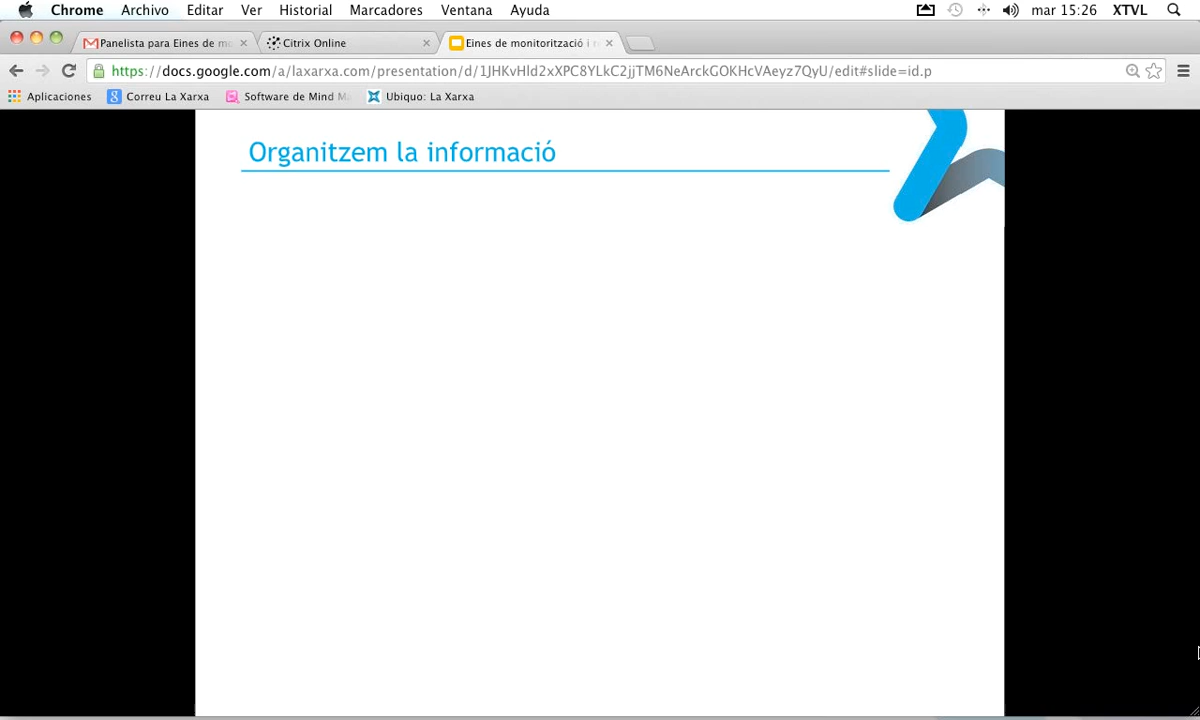 Chrome Archivo Editar Ver Historial Marcadores Ventana Ayuda mar 15:26 XTVL
Panelista para Eines de mo Citrix Online Eines de monitorització i r
https://docs.google.com/a/laxarxa.com/presentation/d/1JHKvHld2xXPC8YLkC2jjTM6NeArckGOKHcVAeyz7QyU/edit#slide=id.p
Aplicaciones Correu La Xarxa Software de Mind Ma Ubiquo: La Xarxa
Organitzem la informació